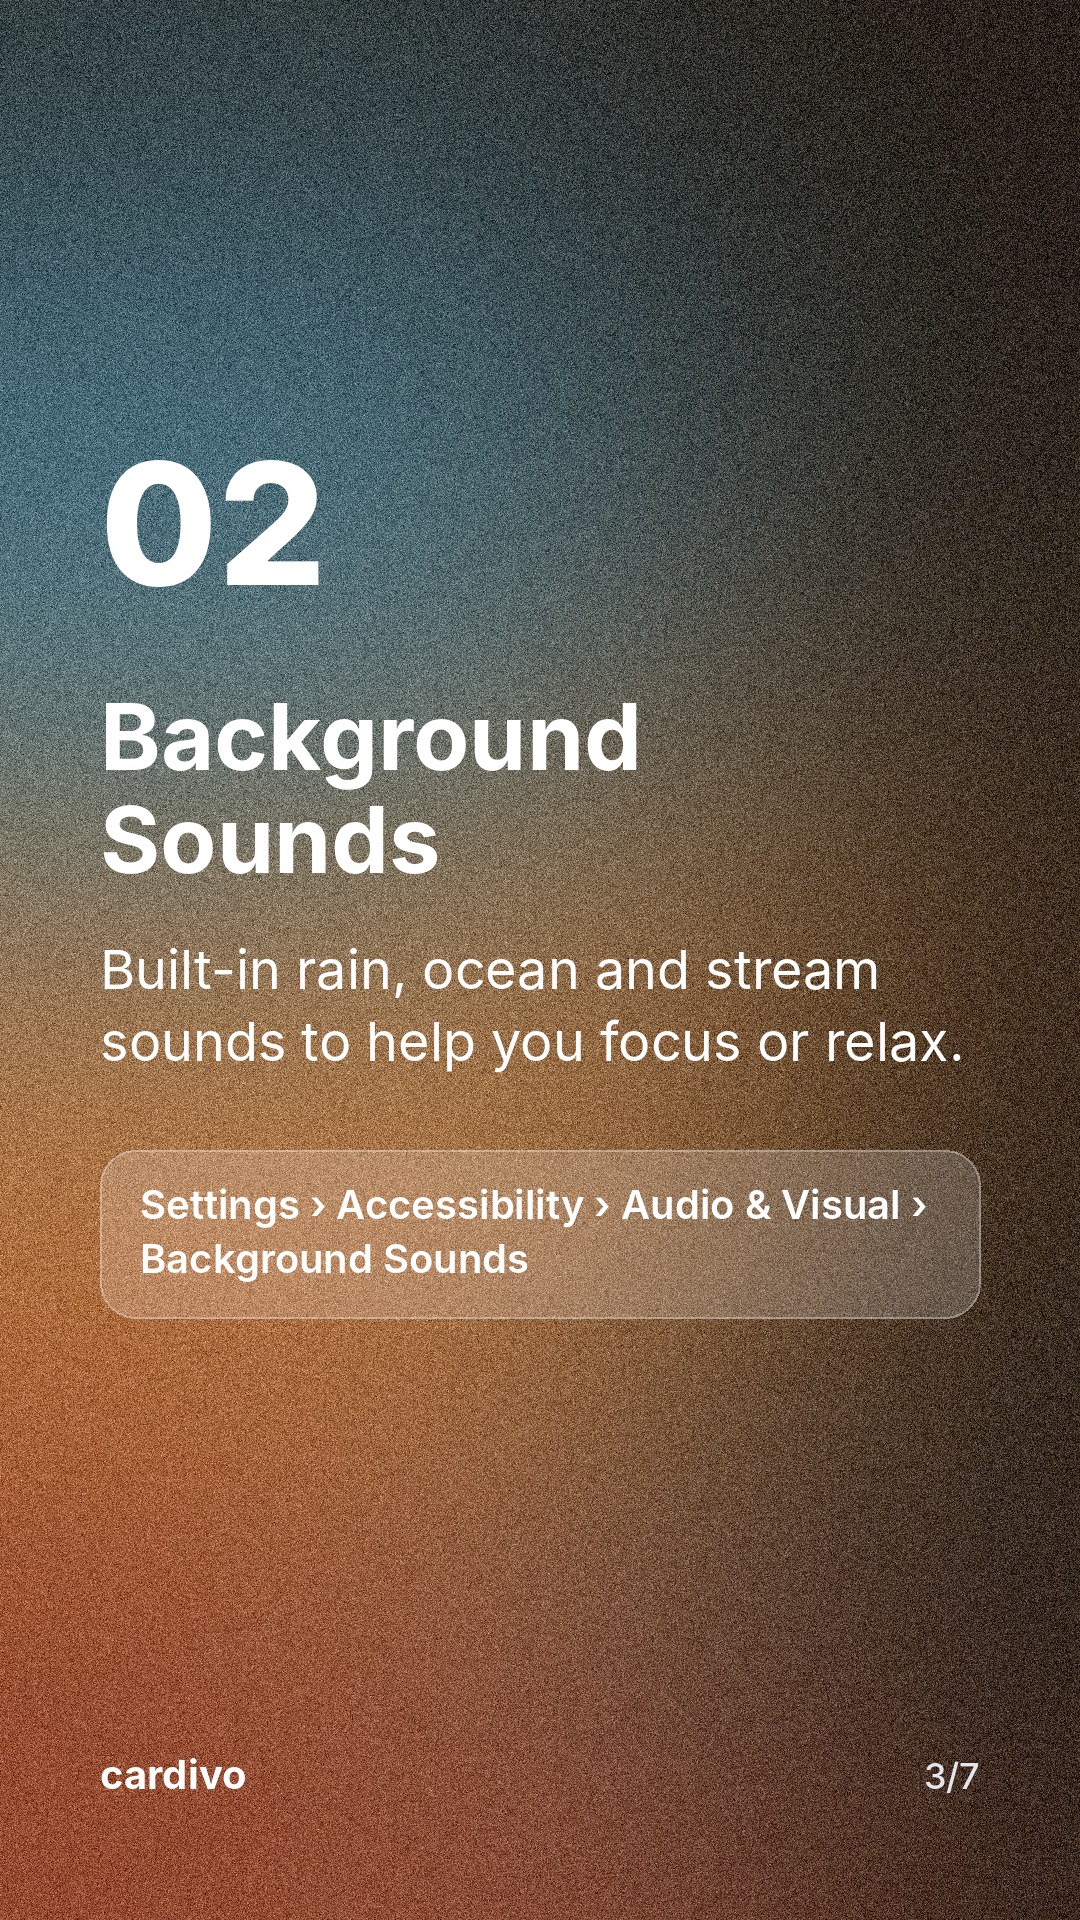 02
Background
Sounds
Built-in rain, ocean and stream
sounds to help you focus or relax.
Settings › Accessibility › Audio & Visual ›
Background Sounds
cardivo
3/7